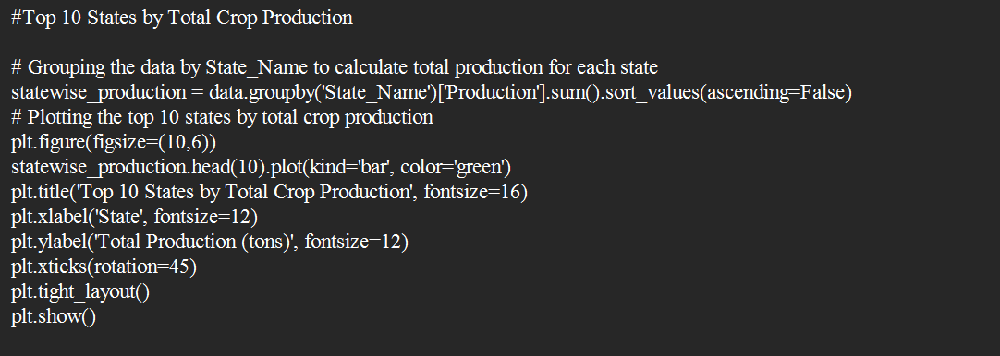 #Top 10 States by Total Crop Production
# Grouping the data by State_Name to calculate total production for each state
statewise_production = data.groupby('State_Name')['Production'].sum().sort_values(ascending=False)
# Plotting the top 10 states by total crop production
plt.figure(figsize=(10,6))
statewise_production.head(10).plot(kind='bar', color='green')
plt.title('Top 10 States by Total Crop Production', fontsize=16)
plt.xlabel('State', fontsize=12)
plt.ylabel('Total Production (tons)', fontsize=12)
plt.xticks(rotation=45)
plt.tight_layout()
plt.show()